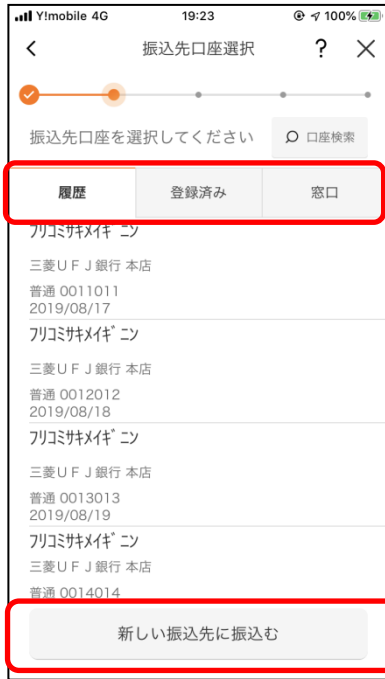 Y!mobile 4G 19:23 100%
振込先口座選択 ?
振込先口座を選択してください 口座検索
履歴 登録済み 窓口
フリコミサキメイギニン
三菱UFJ銀行 本店
普通 0011011
2019/08/17
フリコミサキメイギニン
三菱UFJ銀行 本店
普通 0012012
2019/08/18
フリコミサキメイギニン
三菱UFJ銀行 本店
普通 0013013
2019/08/19
フリコミサキメイギニン
三菱UFJ銀行 本店
普通 0014014
新しい振込先に振込む